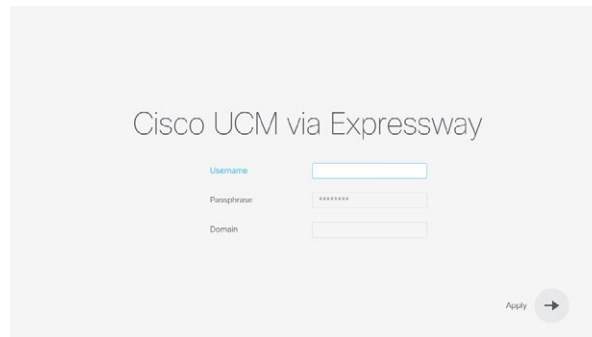 Cisco UCM via Expressway
Username
Passphrase ********
Domain
Apply